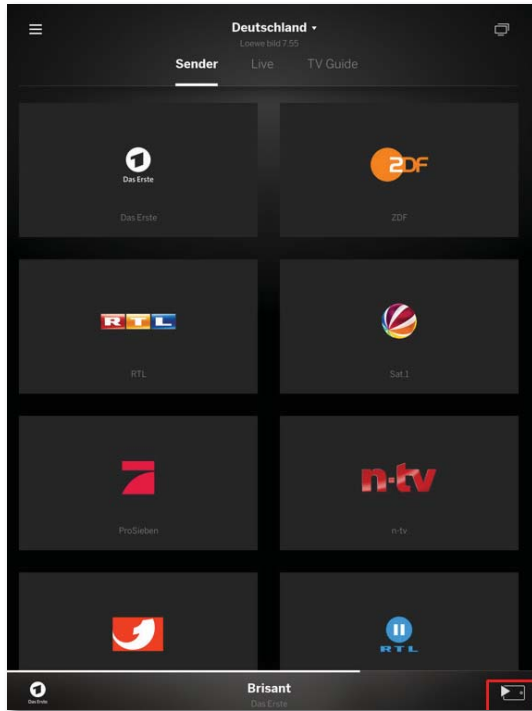 Deutschland
Loewe bild 7.55
Sender Live TV Guide
Das Erste
ZDF
Das Erste
ZDF
RTL
RTL
Sat.1
n-tv
ProSieben
n-tv
RTL
Das Erste
Brisant
Das Erste